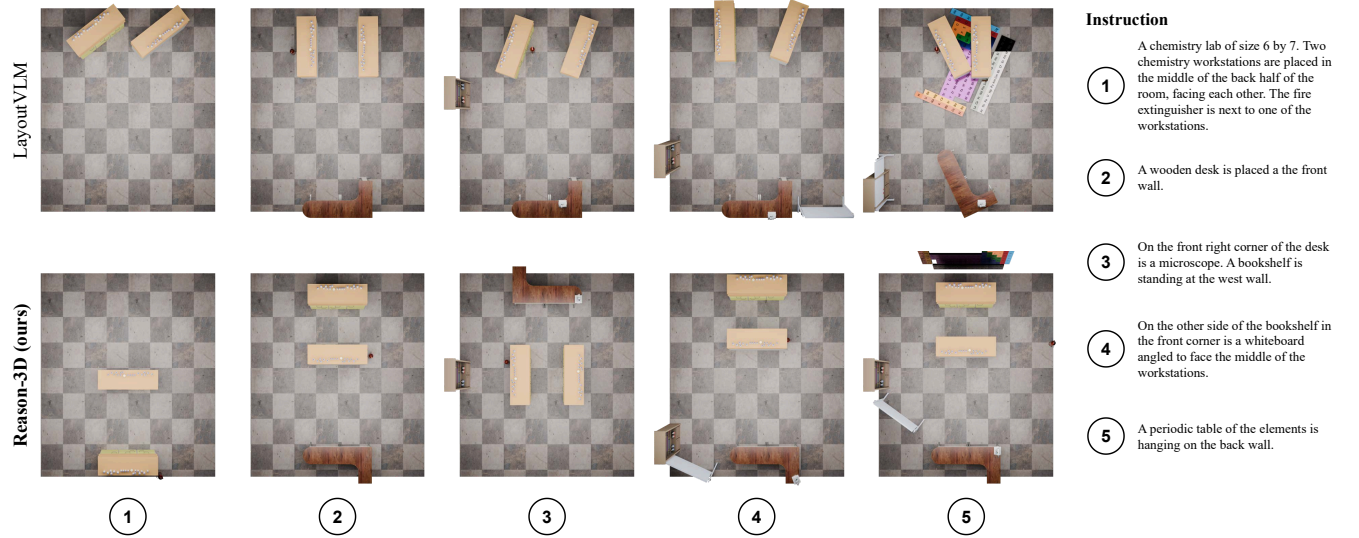 LayoutVLM
Reason-3D (ours)
1
2
3
4
5
Instruction
1
A chemistry lab of size 6 by 7. Two
chemistry workstations are placed in
the middle of the back half of the
room, facing each other. The fire
extinguisher is next to one of the
workstations.
2
A wooden desk is placed a the front
wall.
3
On the front right corner of the desk
is a microscope. A bookshelf is
standing at the west wall.
4
On the other side of the bookshelf in
the front corner is a whiteboard
angled to face the middle of the
workstations.
5
A periodic table of the elements is
hanging on the back wall.